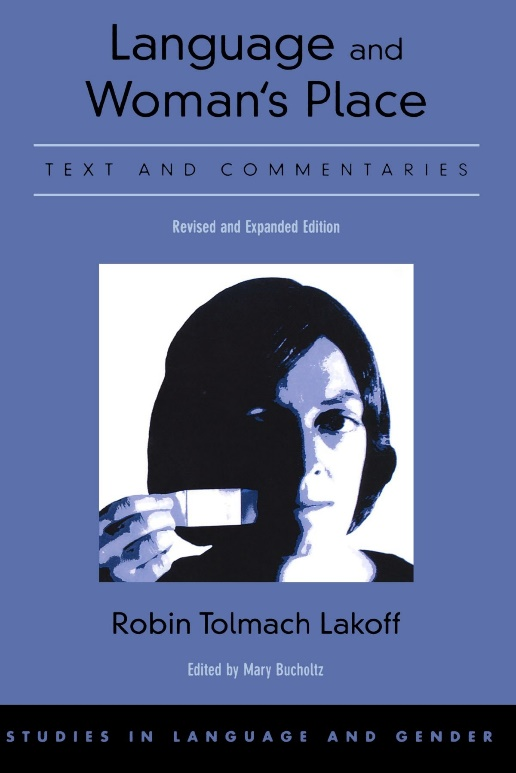 Language and
Woman's Place
TEXT AND COMMENTARIES
Revised and Expanded Edition
Robin Tolmach Lakoff
Edited by Mary Bucholtz
STUDIES IN LANGUAGE AND GENDER